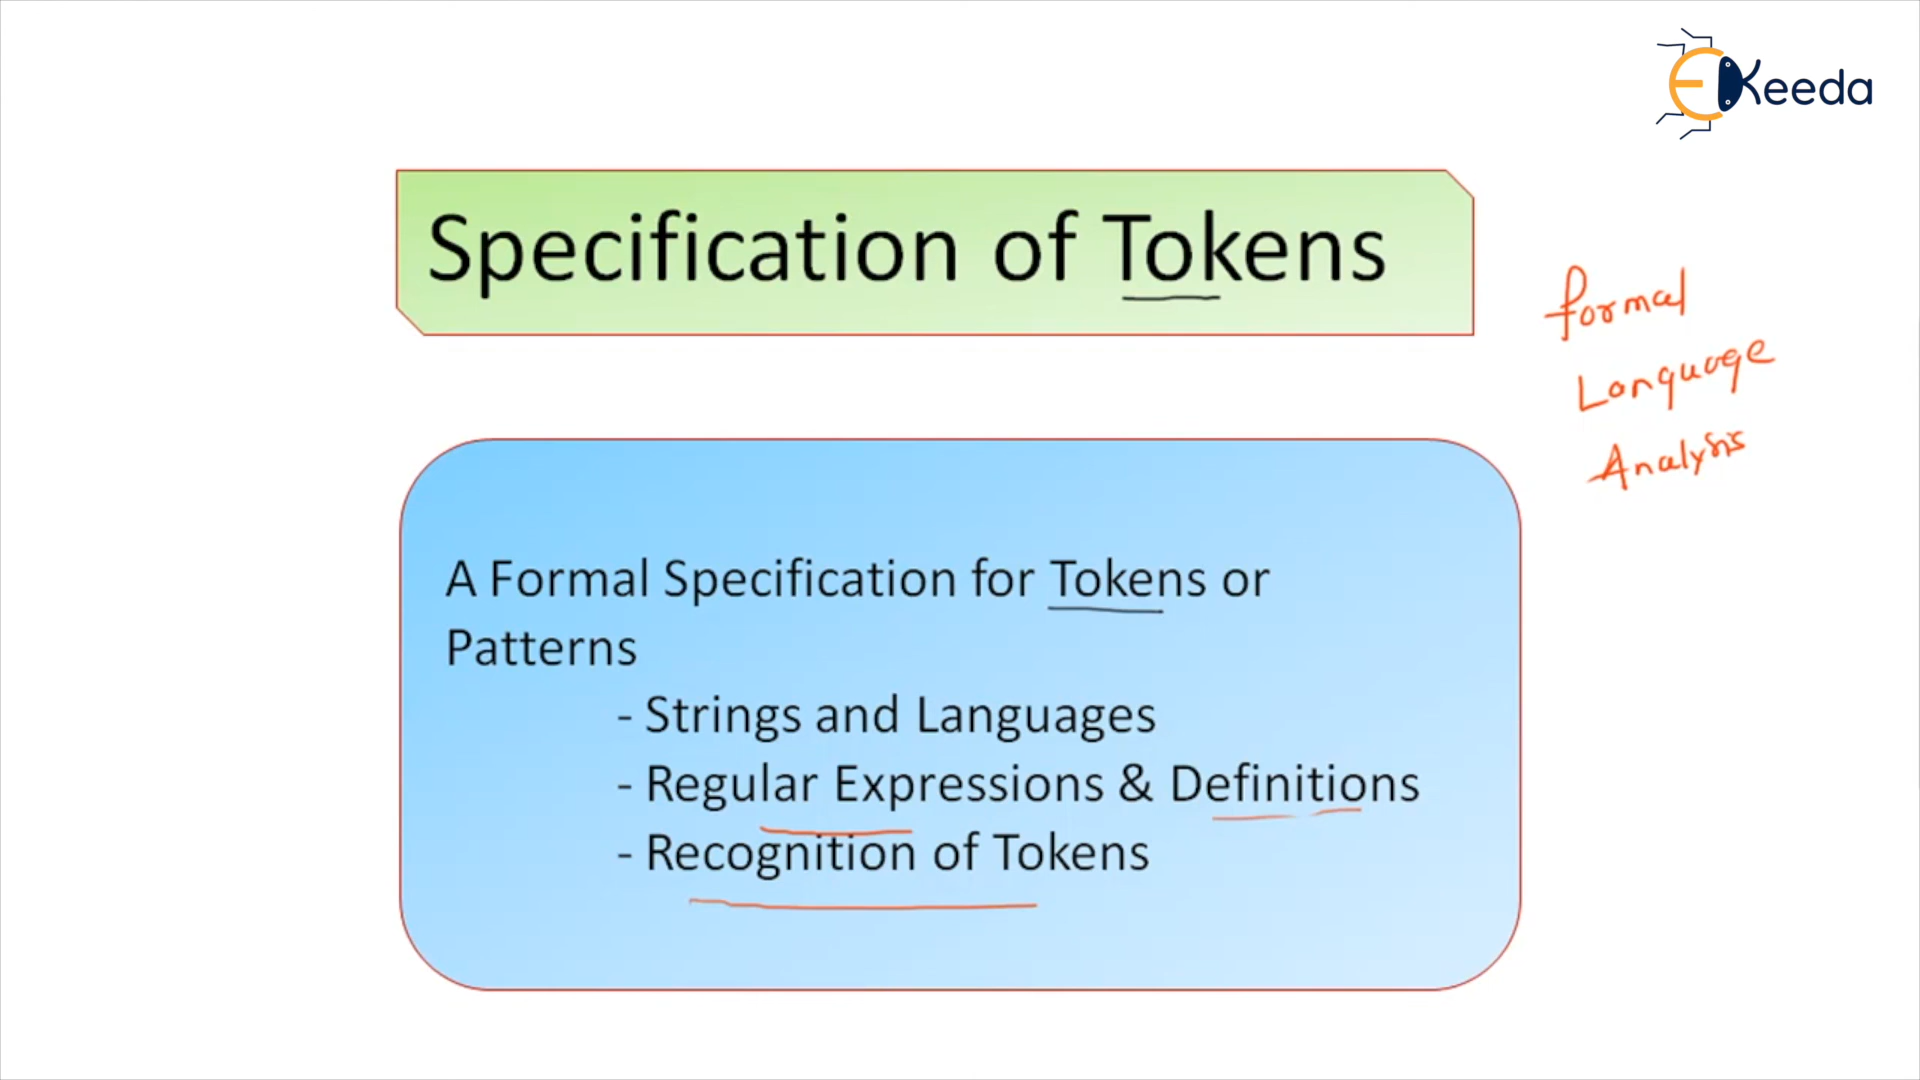 EKeeda
Specification of Tokens
formal
Language
Analysis
A Formal Specification for Tokens or
Patterns
- Strings and Languages
- Regular Expressions & Definitions
- Recognition of Tokens